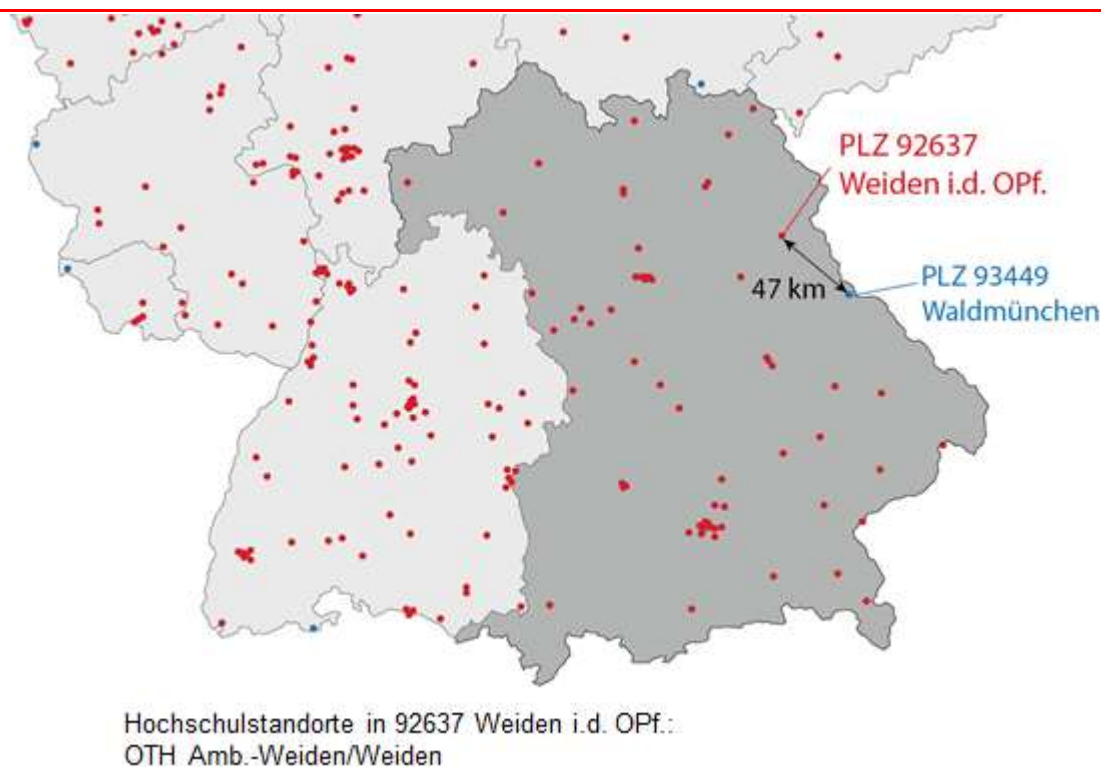 PLZ 92637
Weiden i.d. OPf.
47 km
PLZ 93449
Waldmünchen
Hochschulstandorte in 92637 Weiden i.d. OPf.:
OTH Amb.-Weiden/Weiden